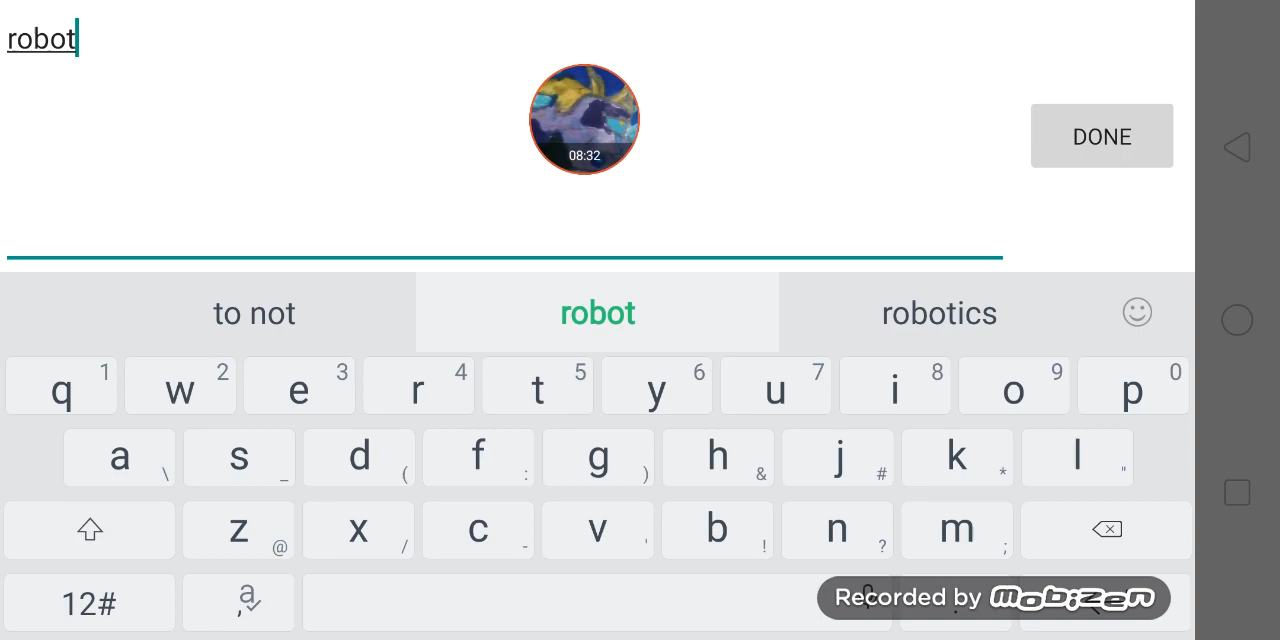 robot
08:32
DONE
to not robot robotics
q 1 w 2 e 3 r 4 t 5 y 6 u 7 i 8 o 9 p 0
a \ s _ d ( f : g ) h & j # k * l "
z @ x / c - v ' b ! n ? m ;
12# , a .
Recorded by mobizen